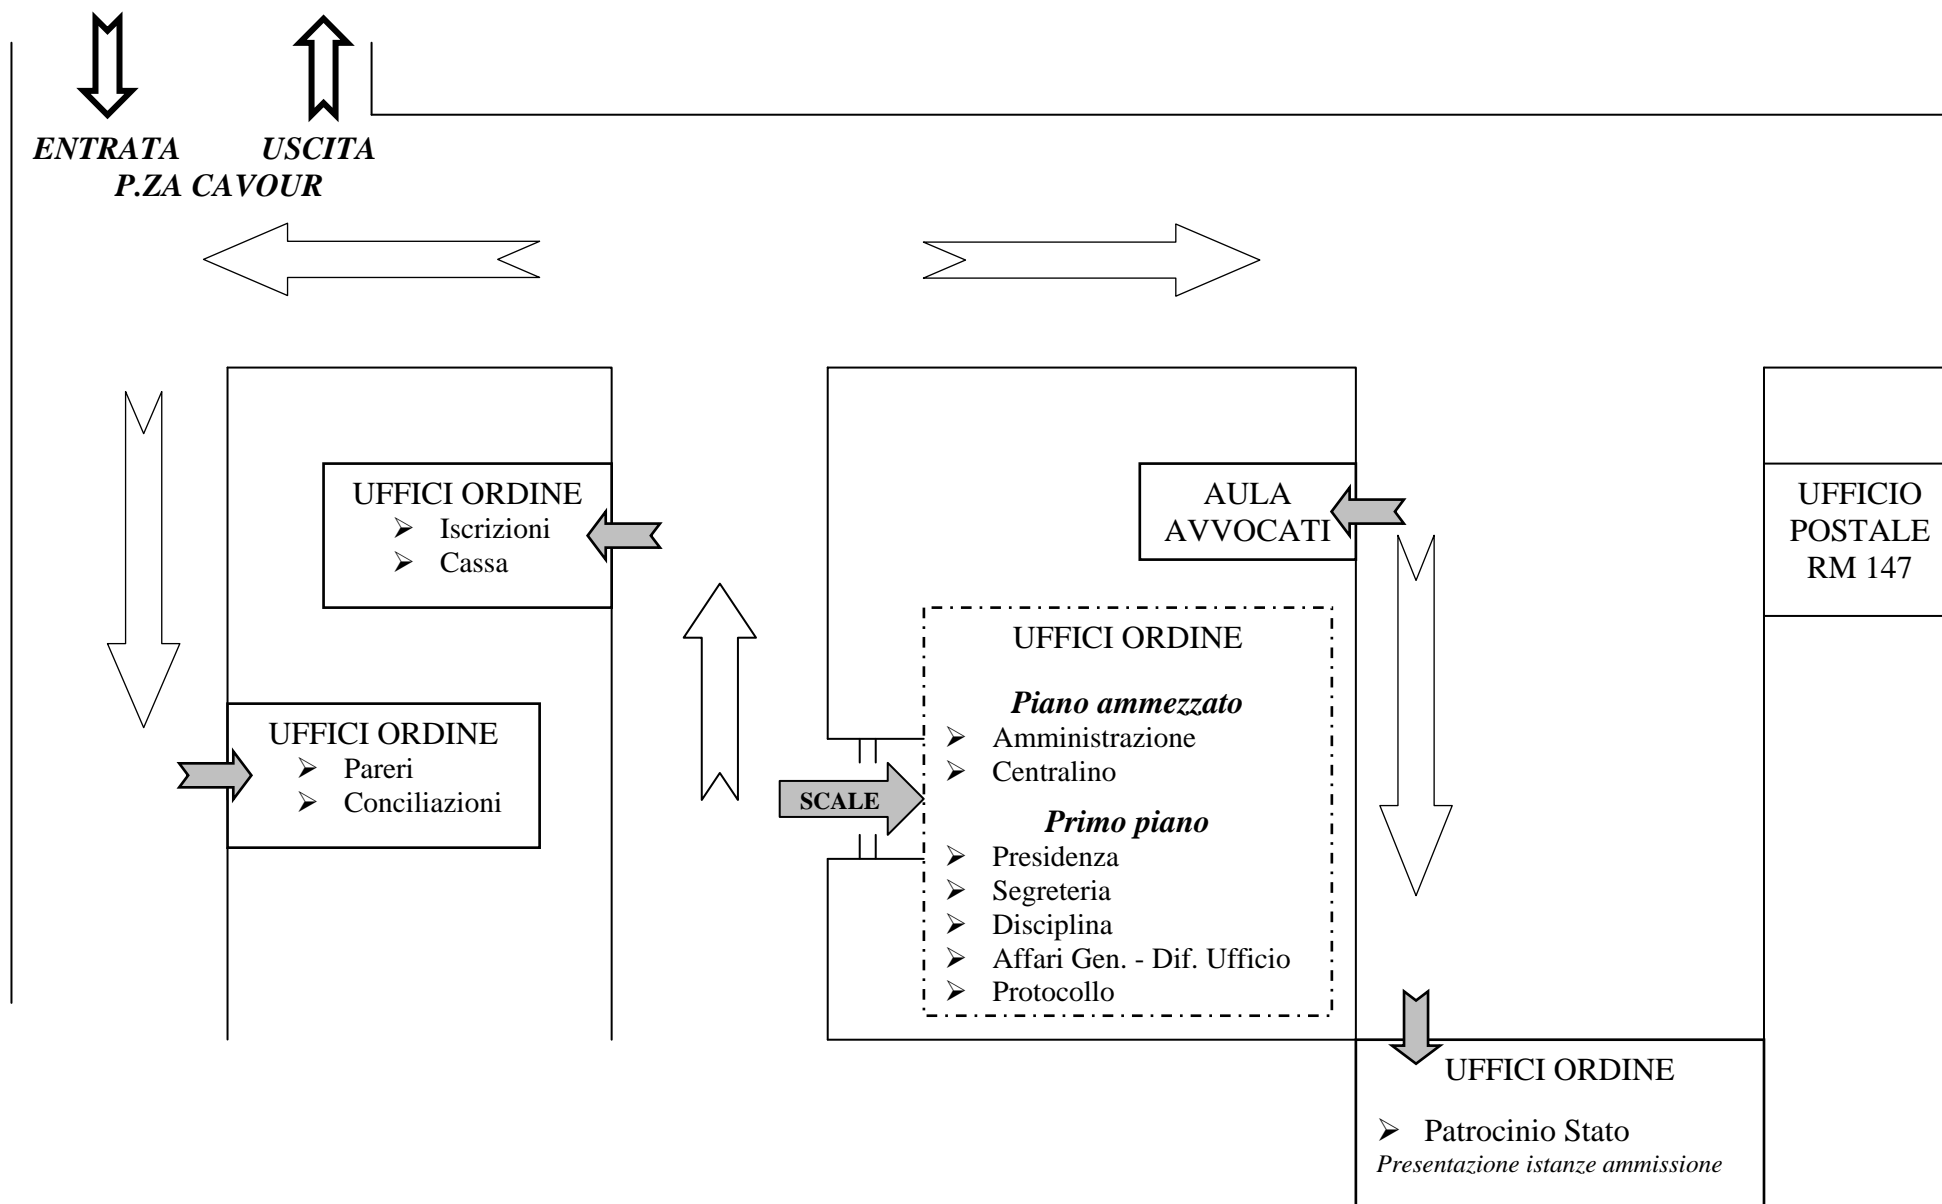 ENTRATA USCITA
P.ZA CAVOUR
UFFICI ORDINE
➢ Iscrizioni
➢ Cassa
AULA
AVVOCATI
UFFICIO
POSTALE
RM 147
UFFICI ORDINE
➢ Pareri
➢ Conciliazioni
SCALE
UFFICI ORDINE
Piano ammezzato
➢ Amministrazione
➢ Centralino
Primo piano
➢ Presidenza
➢ Segreteria
➢ Disciplina
➢ Affari Gen. - Dif. Ufficio
➢ Protocollo
UFFICI ORDINE
➢ Patrocinio Stato
Presentazione istanze ammissione